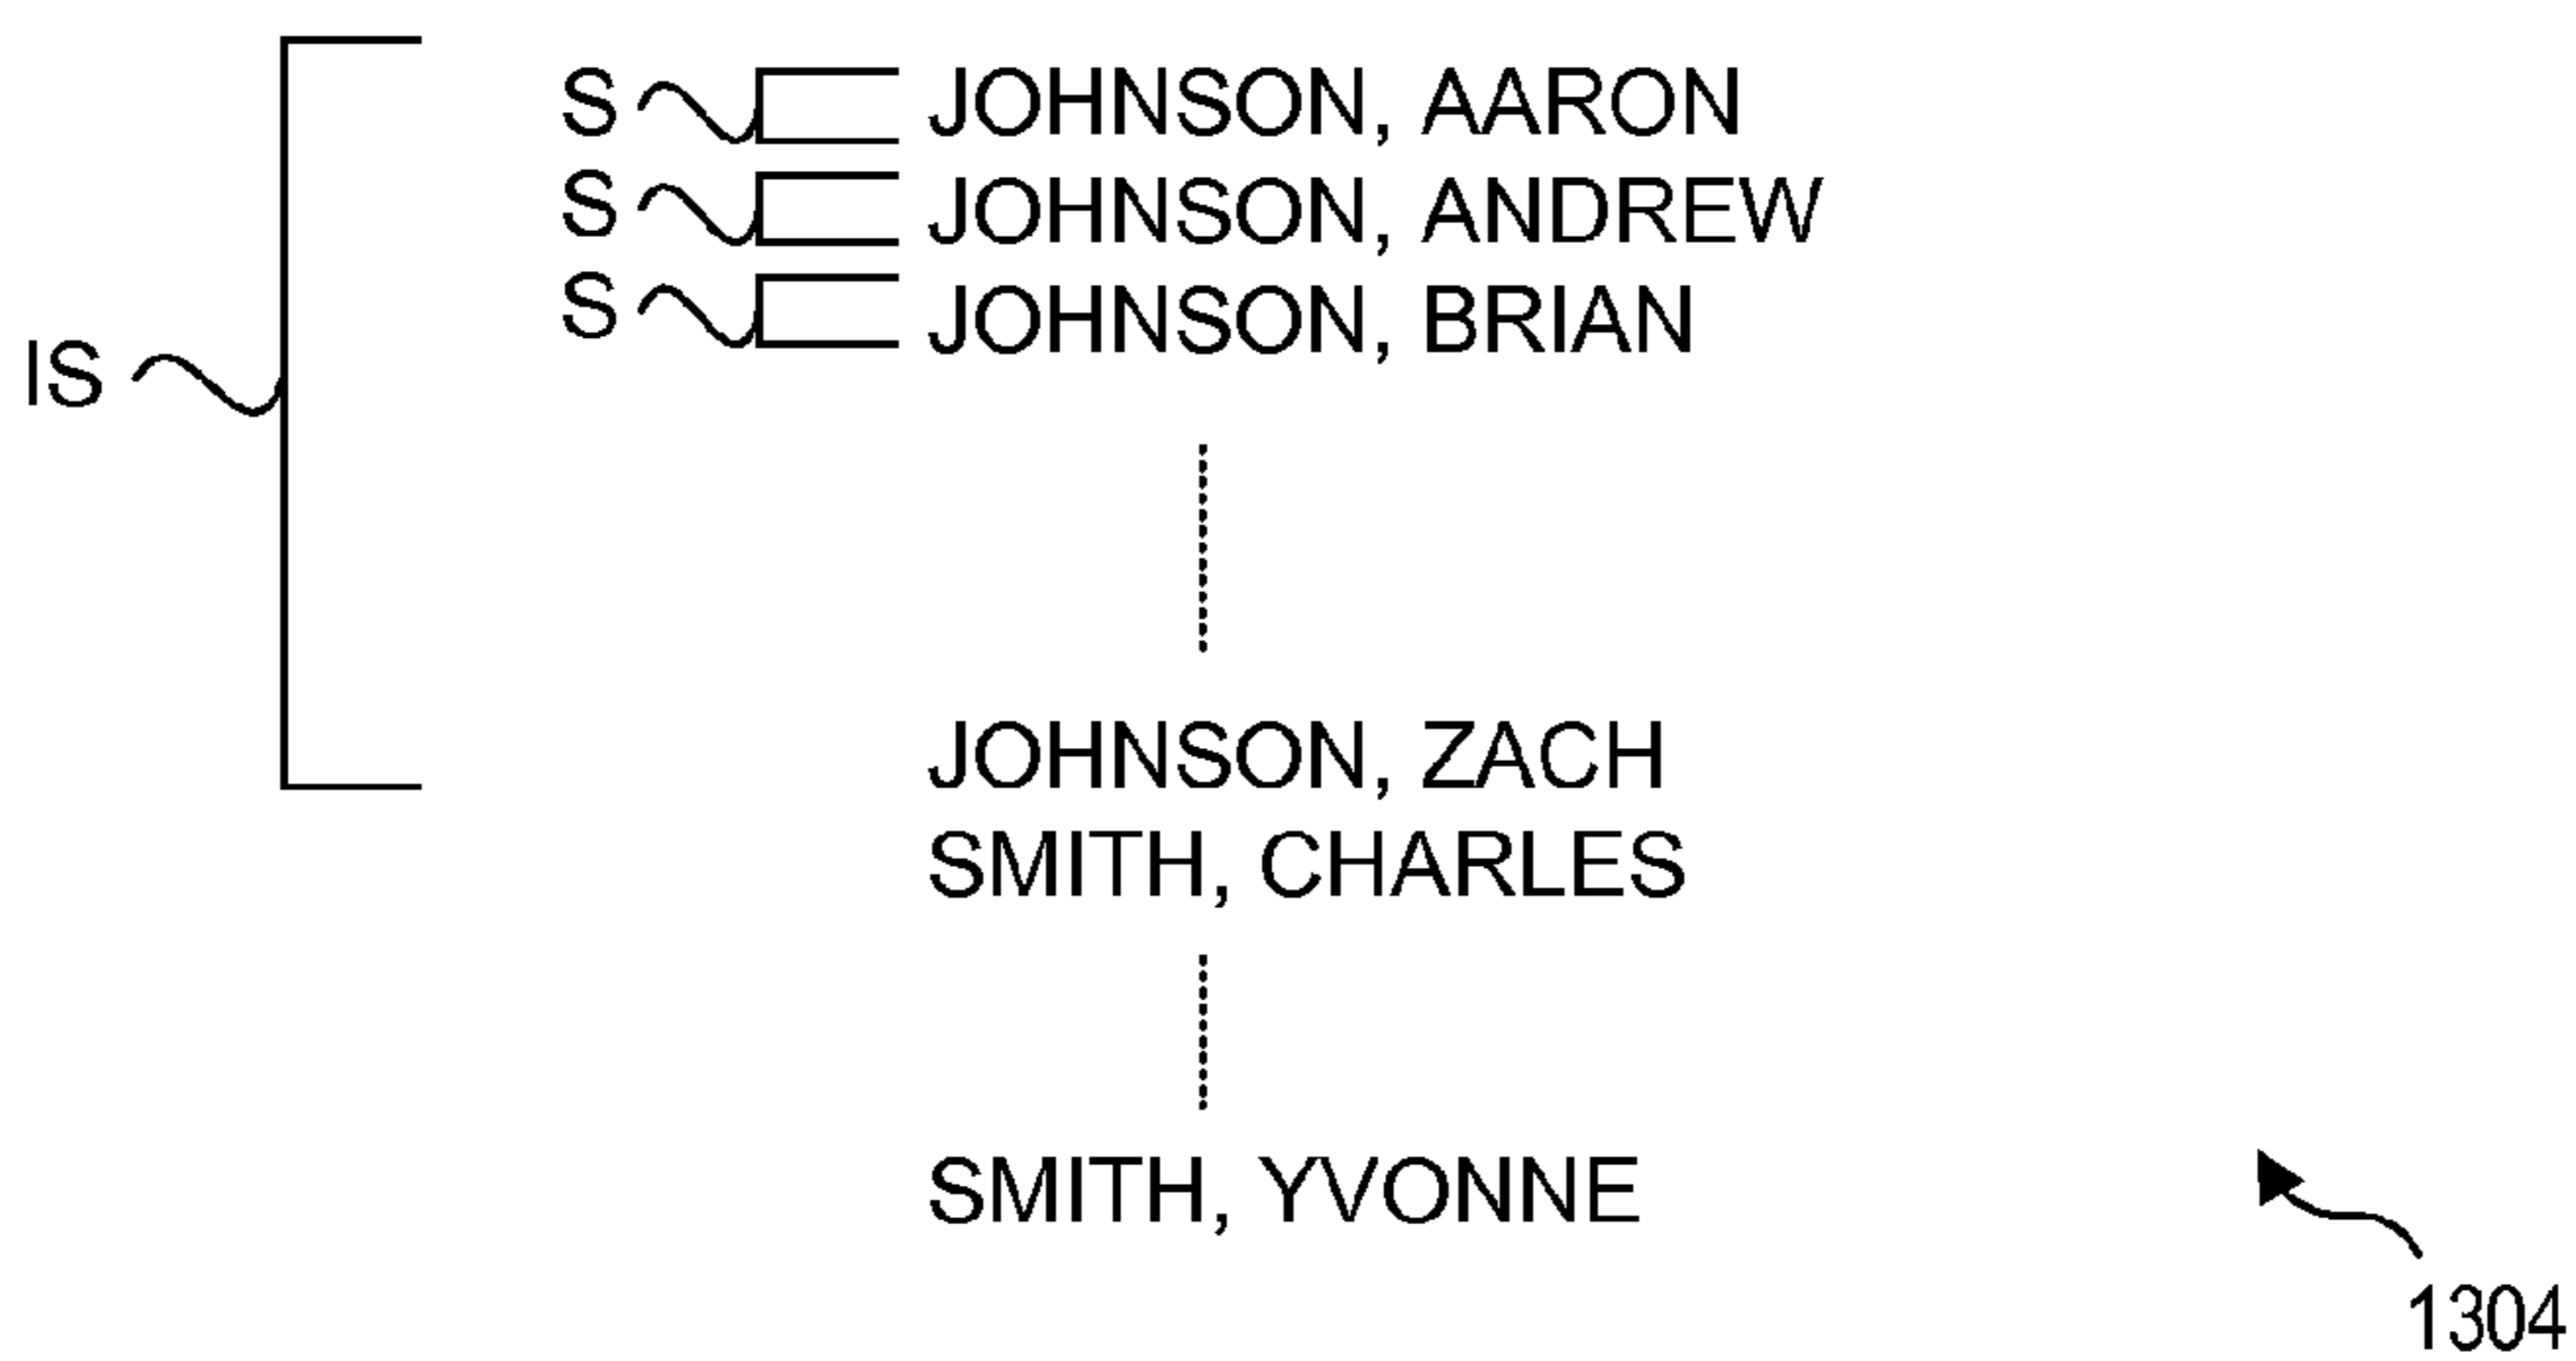 S JOHNSON, AARON
S JOHNSON, ANDREW
S JOHNSON, BRIAN
IS
JOHNSON, ZACH
SMITH, CHARLES
SMITH, YVONNE
1304